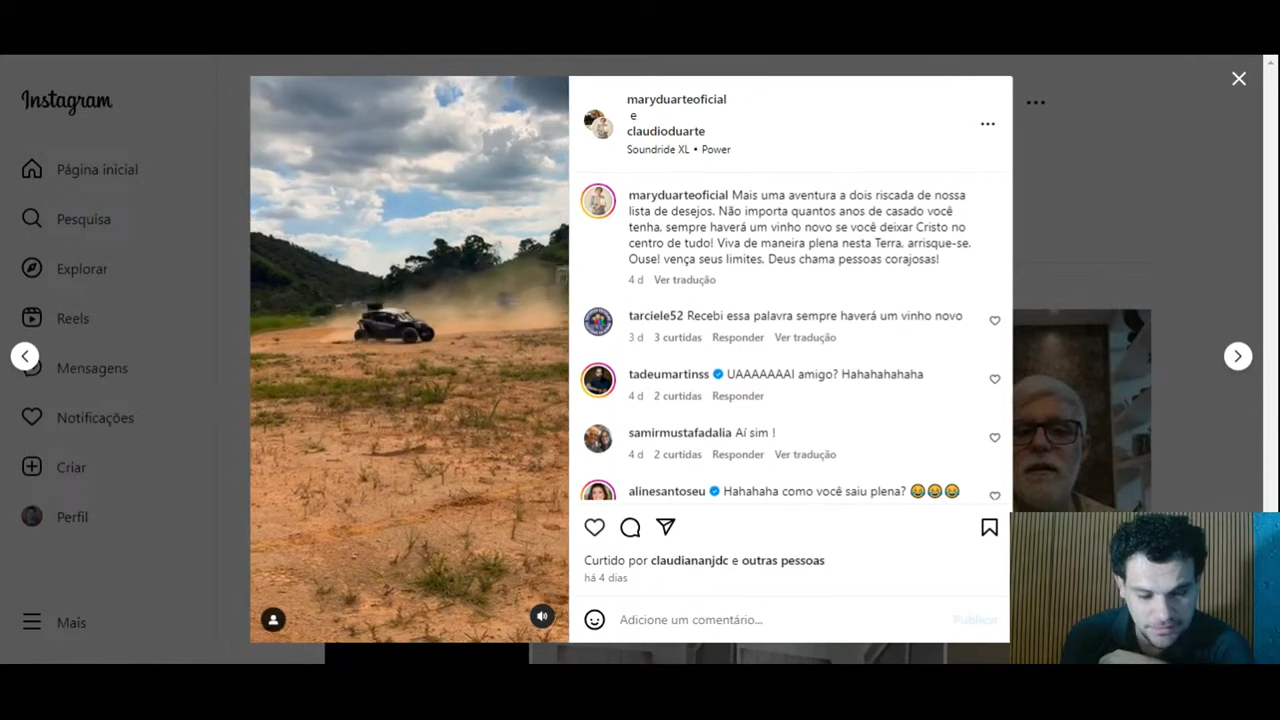 Instagram
Página inicial
Pesquisa
Explorar
Reels
Mensagens
Notificações
Criar
Perfil
Mais
maryduarteoficial
e
claudioduarte
Soundride XL • Power
maryduarteoficial Mais uma aventura a dois riscada de nossa
lista de desejos. Não importa quantos anos de casado você
tenha, sempre haverá um vinho novo se você deixar Cristo no
centro de tudo! Viva de maneira plena nesta Terra, arrisque-se.
Ouse! vença seus limites. Deus chama pessoas corajosas!
4 d Ver tradução
tarciele52 Recebi essa palavra sempre haverá um vinho novo
3 d 3 curtidas Responder Ver tradução
tadeumartinss UAAAAAAAI amigo? Hahahahahaha
4 d 2 curtidas Responder
samirmustafadalia Aí sim !
4 d 2 curtidas Responder Ver tradução
alinesantoseu Hahahaha como você saiu plena? 😂😂😂
Curtido por claudiananjdc e outras pessoas
há 4 dias
Adicione um comentário...
Publicar